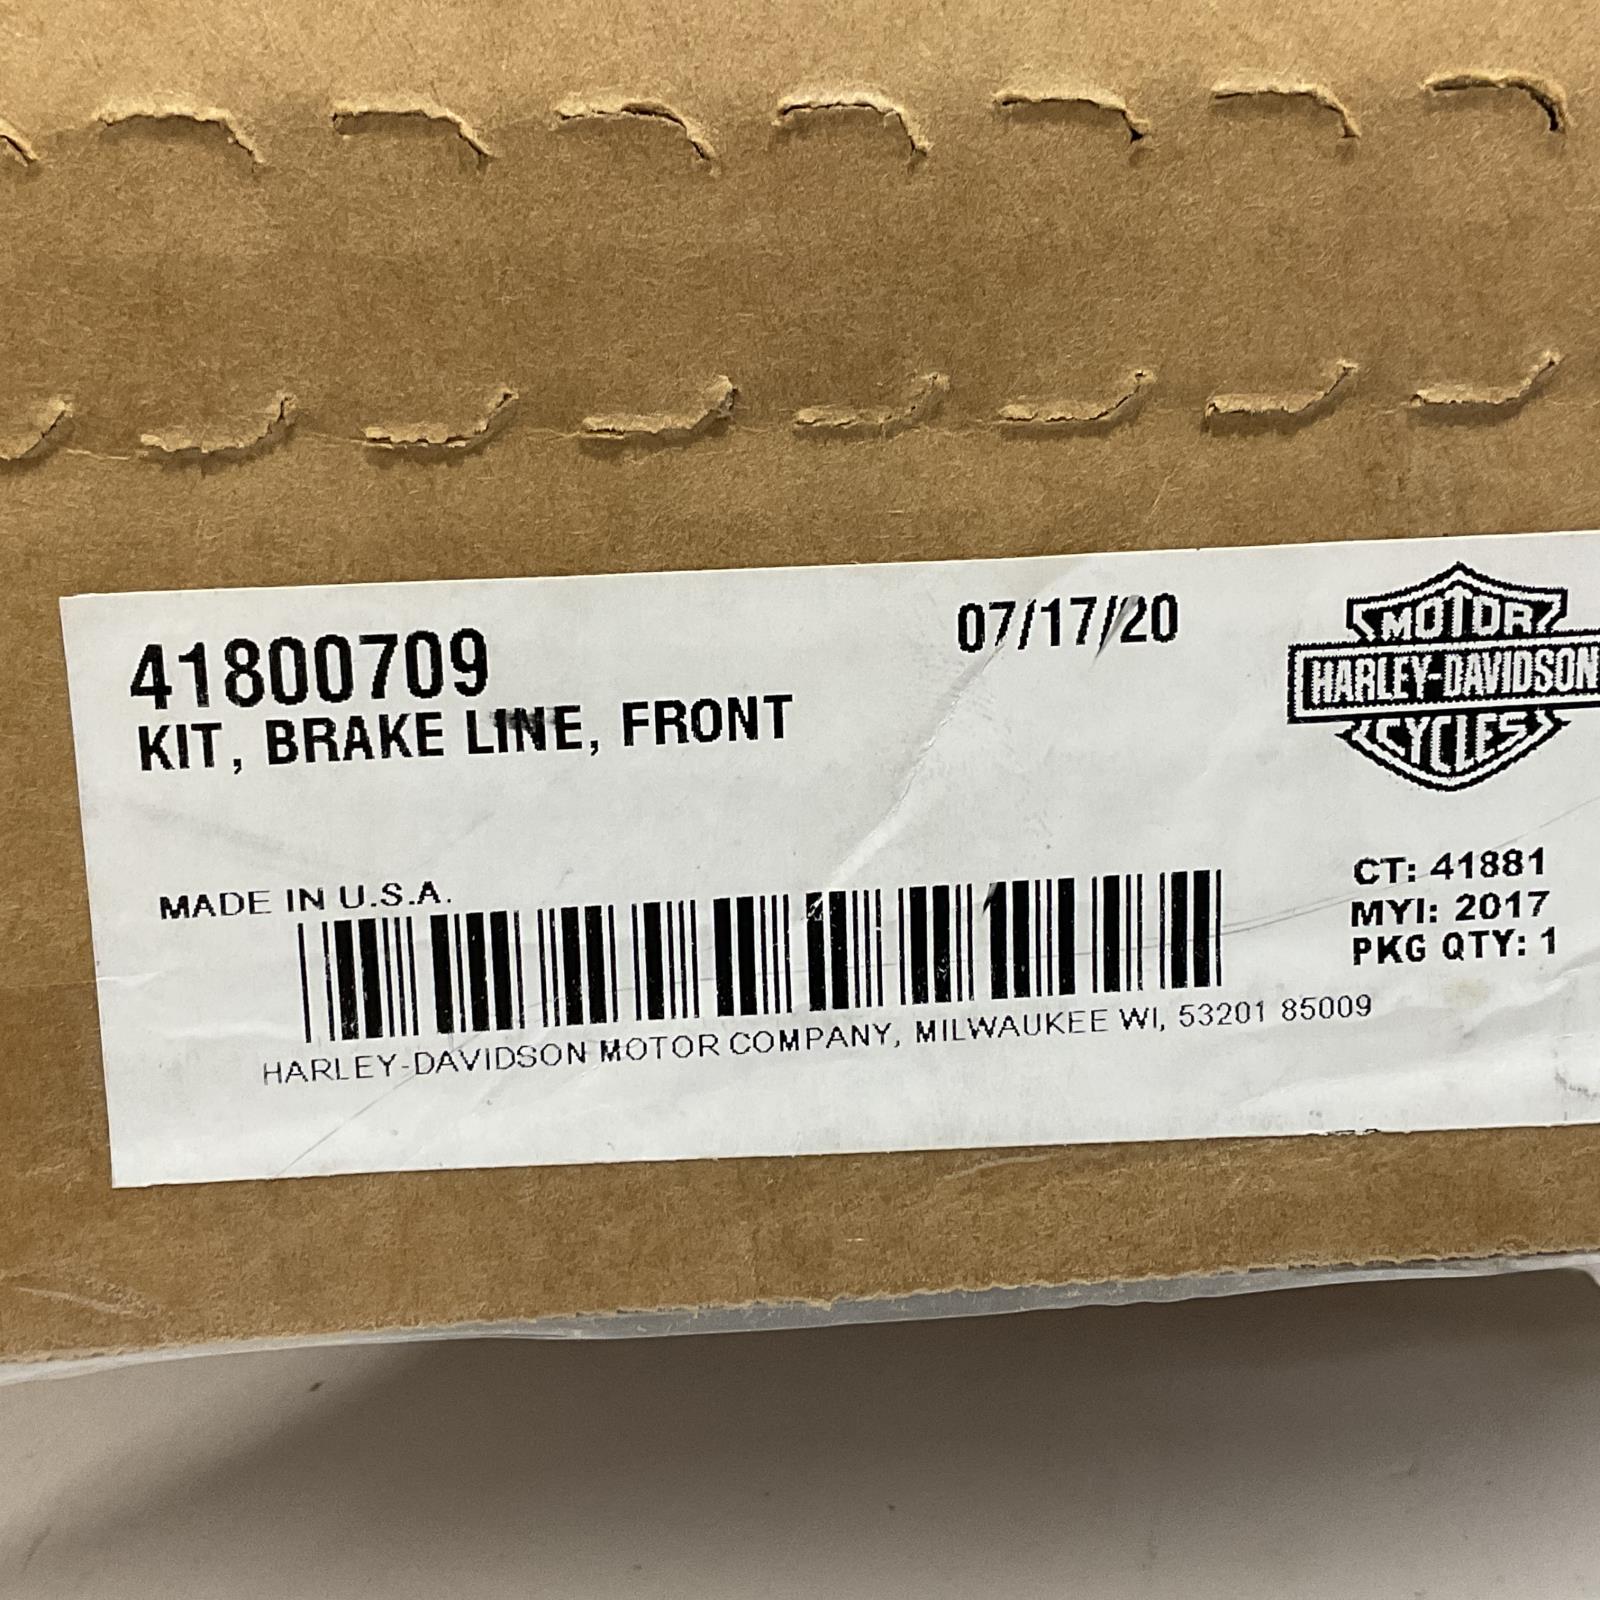 41800709
07/17/20
KIT, BRAKE LINE, FRONT
MOTOR
HARLEY-DAVIDSON
CYCLES
MADE IN U.S.A.
CT: 41881
MYI: 2017
PKG QTY: 1
HARLEY-DAVIDSON MOTOR COMPANY, MILWAUKEE WI, 53201 85009